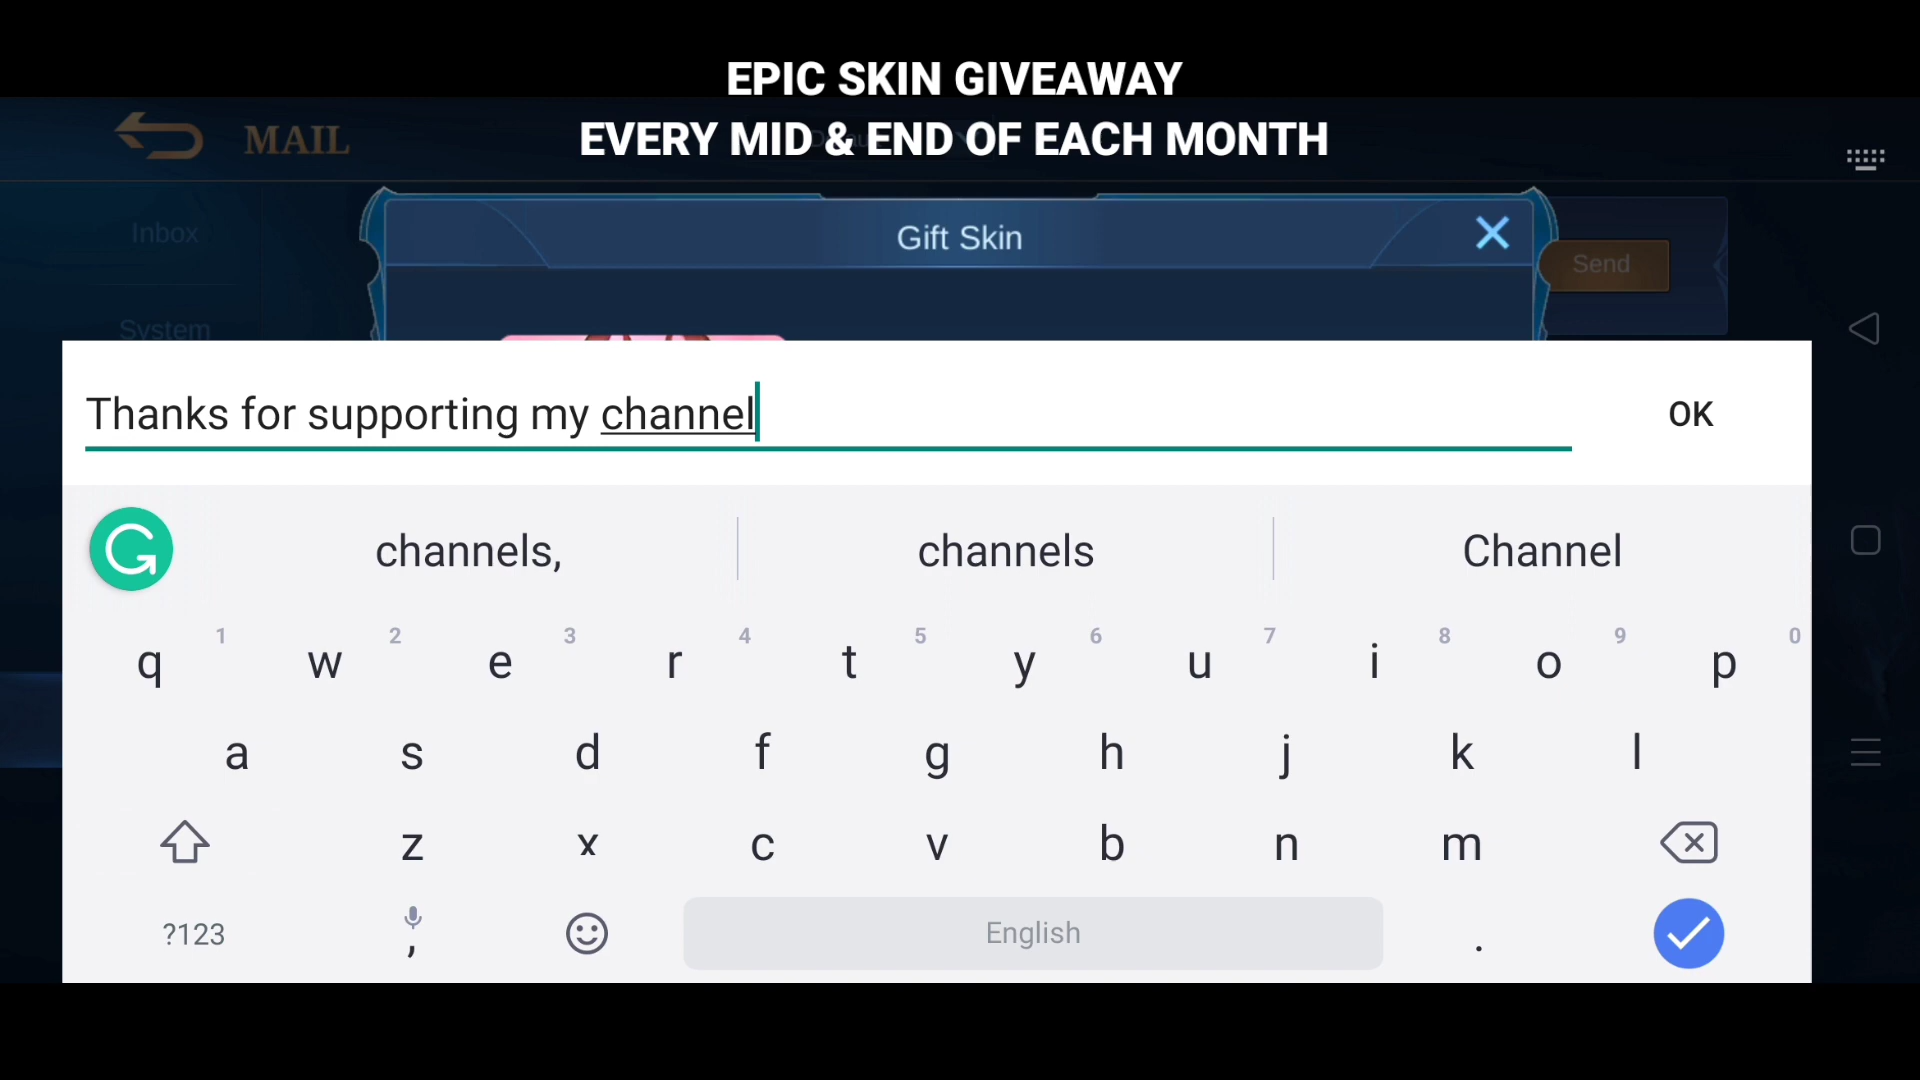 EPIC SKIN GIVEAWAY
EVERY MID & END OF EACH MONTH
MAIL
Inbox
Gift Skin
Send
System
Thanks for supporting my channel
OK
channels,
channels
Channel
1 2 3 4 5 6 7 8 9 0
q w e r t y u i o p
a s d f g h j k l
z x c v b n m
?123 , English .